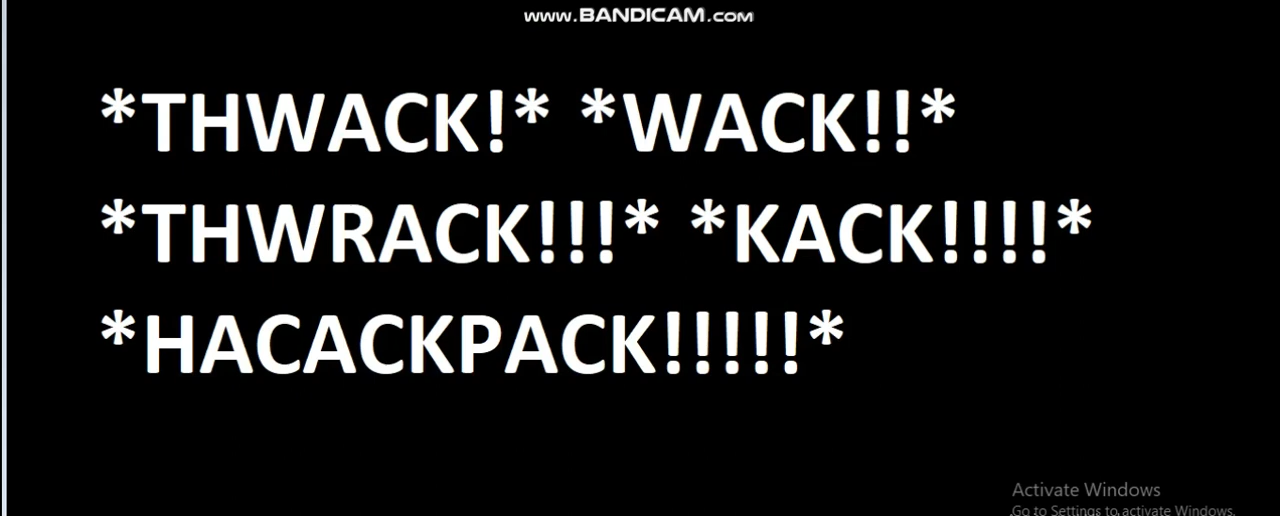 www.BANDICAM.com
*THWACK!* *WACK!!*
*THWRACK!!!* *KACK!!!!*
*HACACKPACK!!!!!*
Activate Windows
Go to Settings to activate Windows.